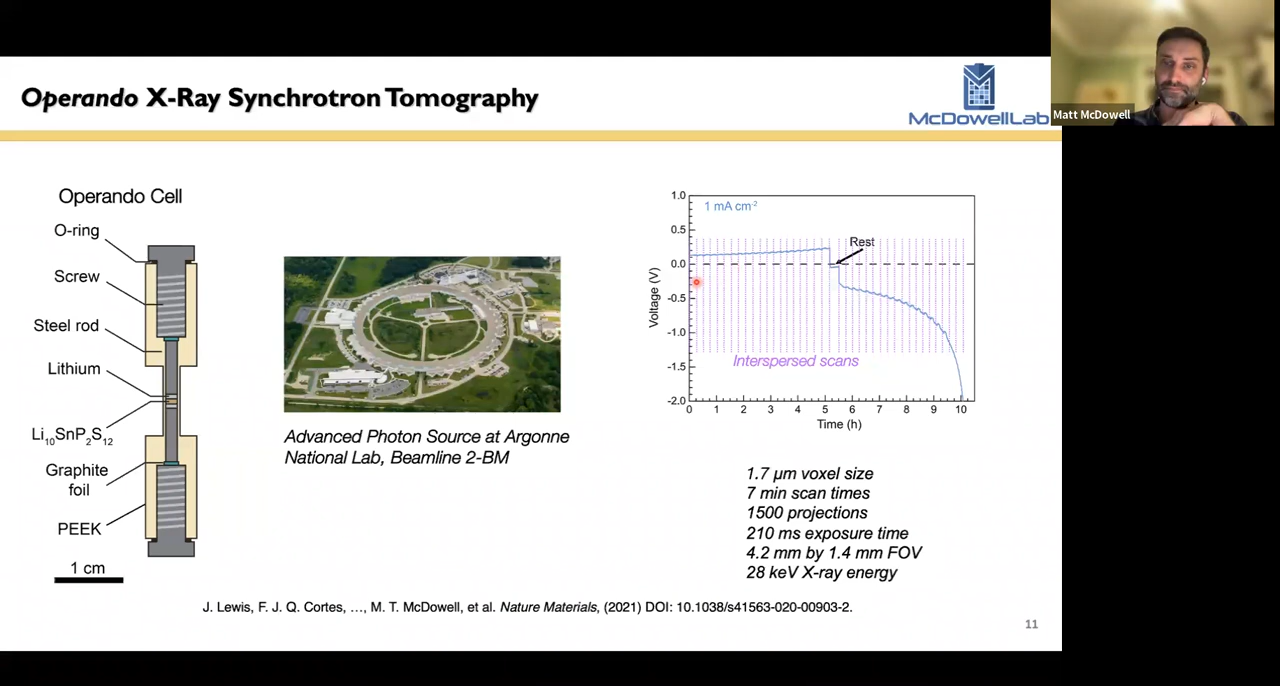 Operando X-Ray Synchrotron Tomography
McDowellLab
Matt McDowell
Operando Cell
O-ring
Screw
Steel rod
Lithium
Li10SnP2S12
Graphite
foil
PEEK
1 cm
Advanced Photon Source at Argonne
National Lab, Beamline 2-BM
1 mA cm-2
Rest
Interspersed scans
Voltage (V)
1.0
0.5
0.0
-0.5
-1.0
-1.5
-2.0
0 1 2 3 4 5 6 7 8 9 10
Time (h)
1.7 µm voxel size
7 min scan times
1500 projections
210 ms exposure time
4.2 mm by 1.4 mm FOV
28 keV X-ray energy
J. Lewis, F. J. Q. Cortes, …, M. T. McDowell, et al. Nature Materials, (2021) DOI: 10.1038/s41563-020-00903-2.
11